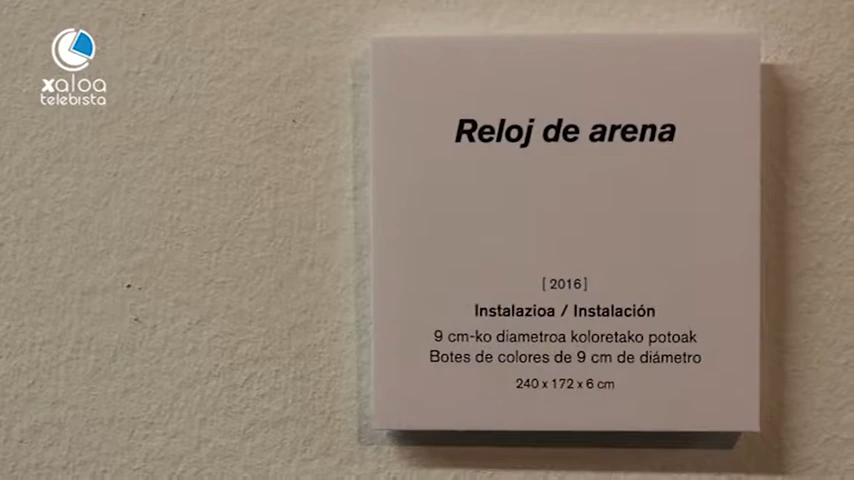 xaloa
telebista
Reloj de arena
[2016]
Instalazioa / Instalación
9 cm-ko diametroa koloretako potoak
Botes de colores de 9 cm de diámetro
240 x 172 x 6 cm